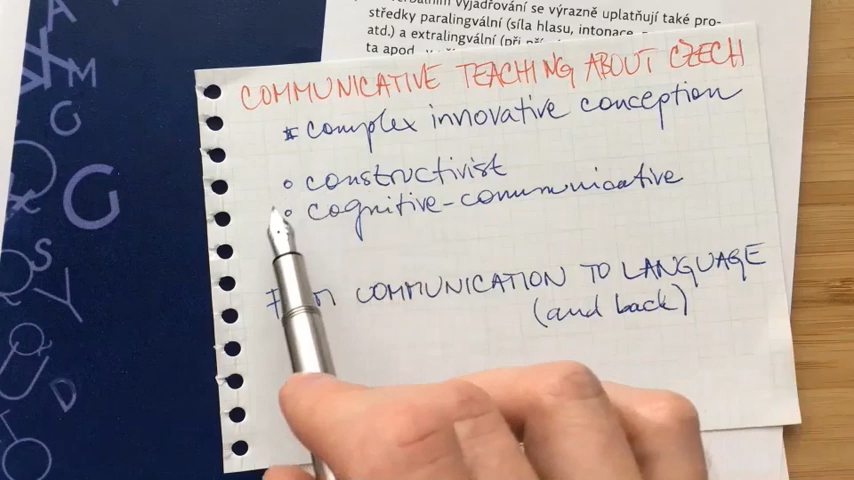 vyjadřování se výrazně uplatňují také pro-
středky paralingvální (síla hlasu, intonace
atd.) a extralingvální (při
ta apod
COMMUNICATIVE TEACHING ABOUT CZECH
* complex innovative conception
• constructivist
• cognitive-communicative
COMMUNICATION TO LANGUAGE
(and back)
A M
G
G
S
Y
D